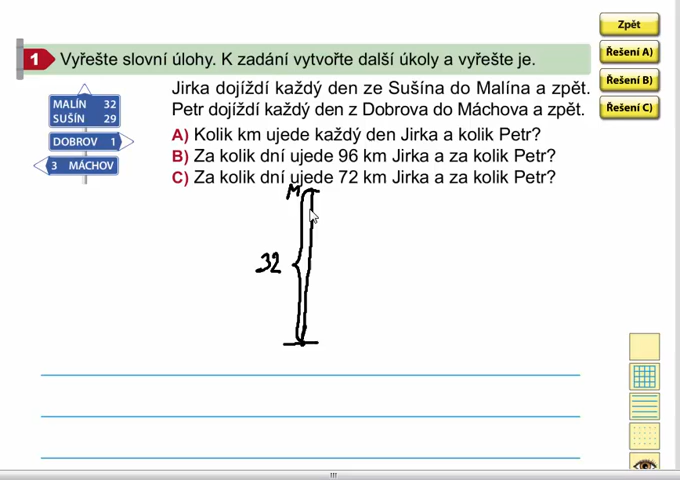 Zpět
1 Vyřešte slovní úlohy. K zadání vytvořte další úkoly a vyřešte je.
Řešení A)
Řešení B)
Řešení C)
MALÍN 32
SUŠÍN 29
DOBROV 1
3 MÁCHOV
Jirka dojíždí každý den ze Sušína do Malína a zpět.
Petr dojíždí každý den z Dobrova do Máchova a zpět.
A) Kolik km ujede každý den Jirka a kolik Petr?
B) Za kolik dní ujede 96 km Jirka a za kolik Petr?
C) Za kolik dní ujede 72 km Jirka a za kolik Petr?
M
32